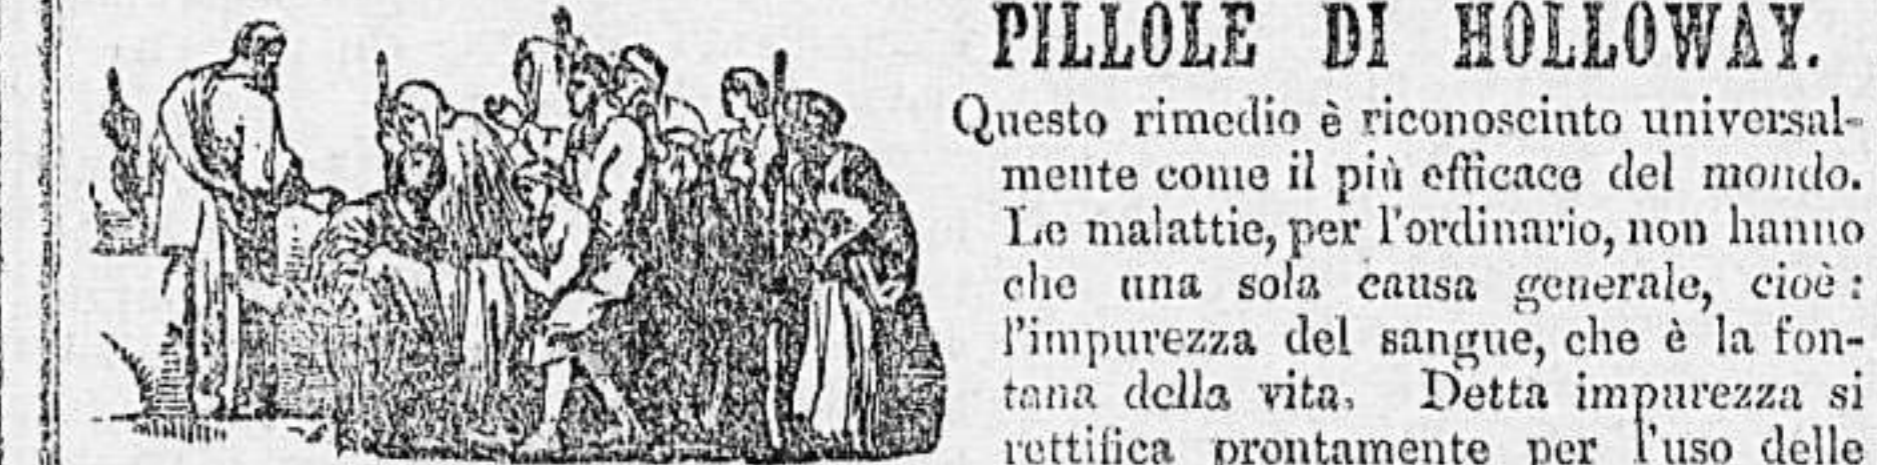 PILLOLE DI HOLLOWAY.
Questo rimedio è riconosciuto universal-
mente come il più efficace del mondo.
Le malattie, per l'ordinario, non hanno
che una sola causa generale, cioè:
l'impurezza del sangue, che è la fon-
tana della vita. Detta impurezza si
rettifica prontamente per l'uso delle